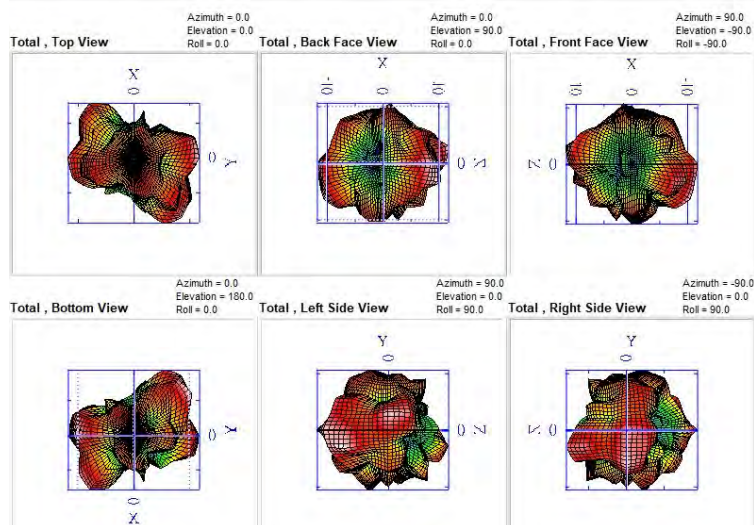 Azimuth = 0.0
Elevation = 0.0
Roll = 0.0
Total , Top View
X
0
0
Y
Azimuth = 0.0
Elevation = 90.0
Roll = 0.0
Total , Back Face View
X
-10
0
10
0
Z
Azimuth = 90.0
Elevation = -90.0
Roll = -90.0
Total , Front Face View
X
10
0
-10
Z
0
Azimuth = 0.0
Elevation = 180.0
Roll = 0.0
Total , Bottom View
0
Y
0
X
Azimuth = 90.0
Elevation = 0.0
Roll = 90.0
Total , Left Side View
Y
0
0
Z
Azimuth = -90.0
Elevation = 0.0
Roll = 90.0
Total , Right Side View
Y
0
Z
0